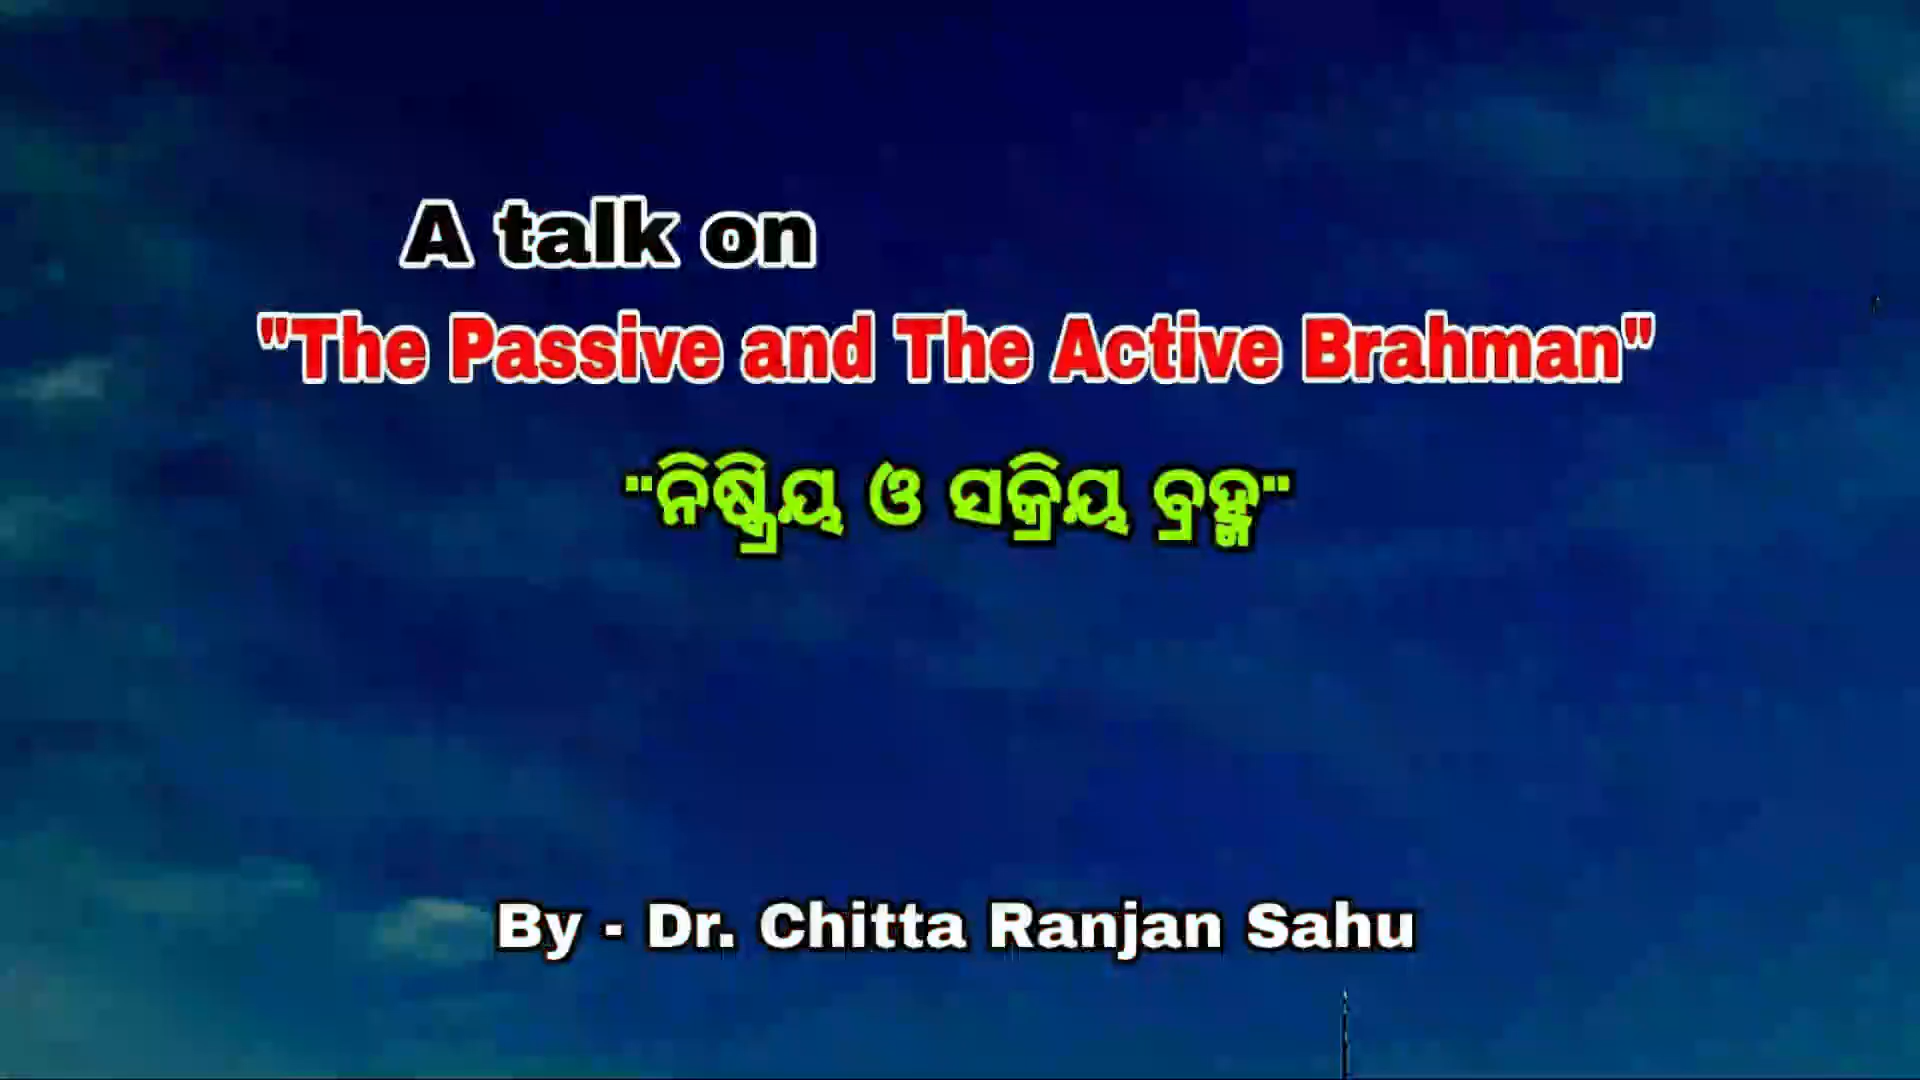 A talk on
"The Passive and The Active Brahman"
"ନିଷ୍କ୍ରିୟ ଓ ସକ୍ରିୟ ବ୍ରହ୍ମ"
By - Dr. Chitta Ranjan Sahu